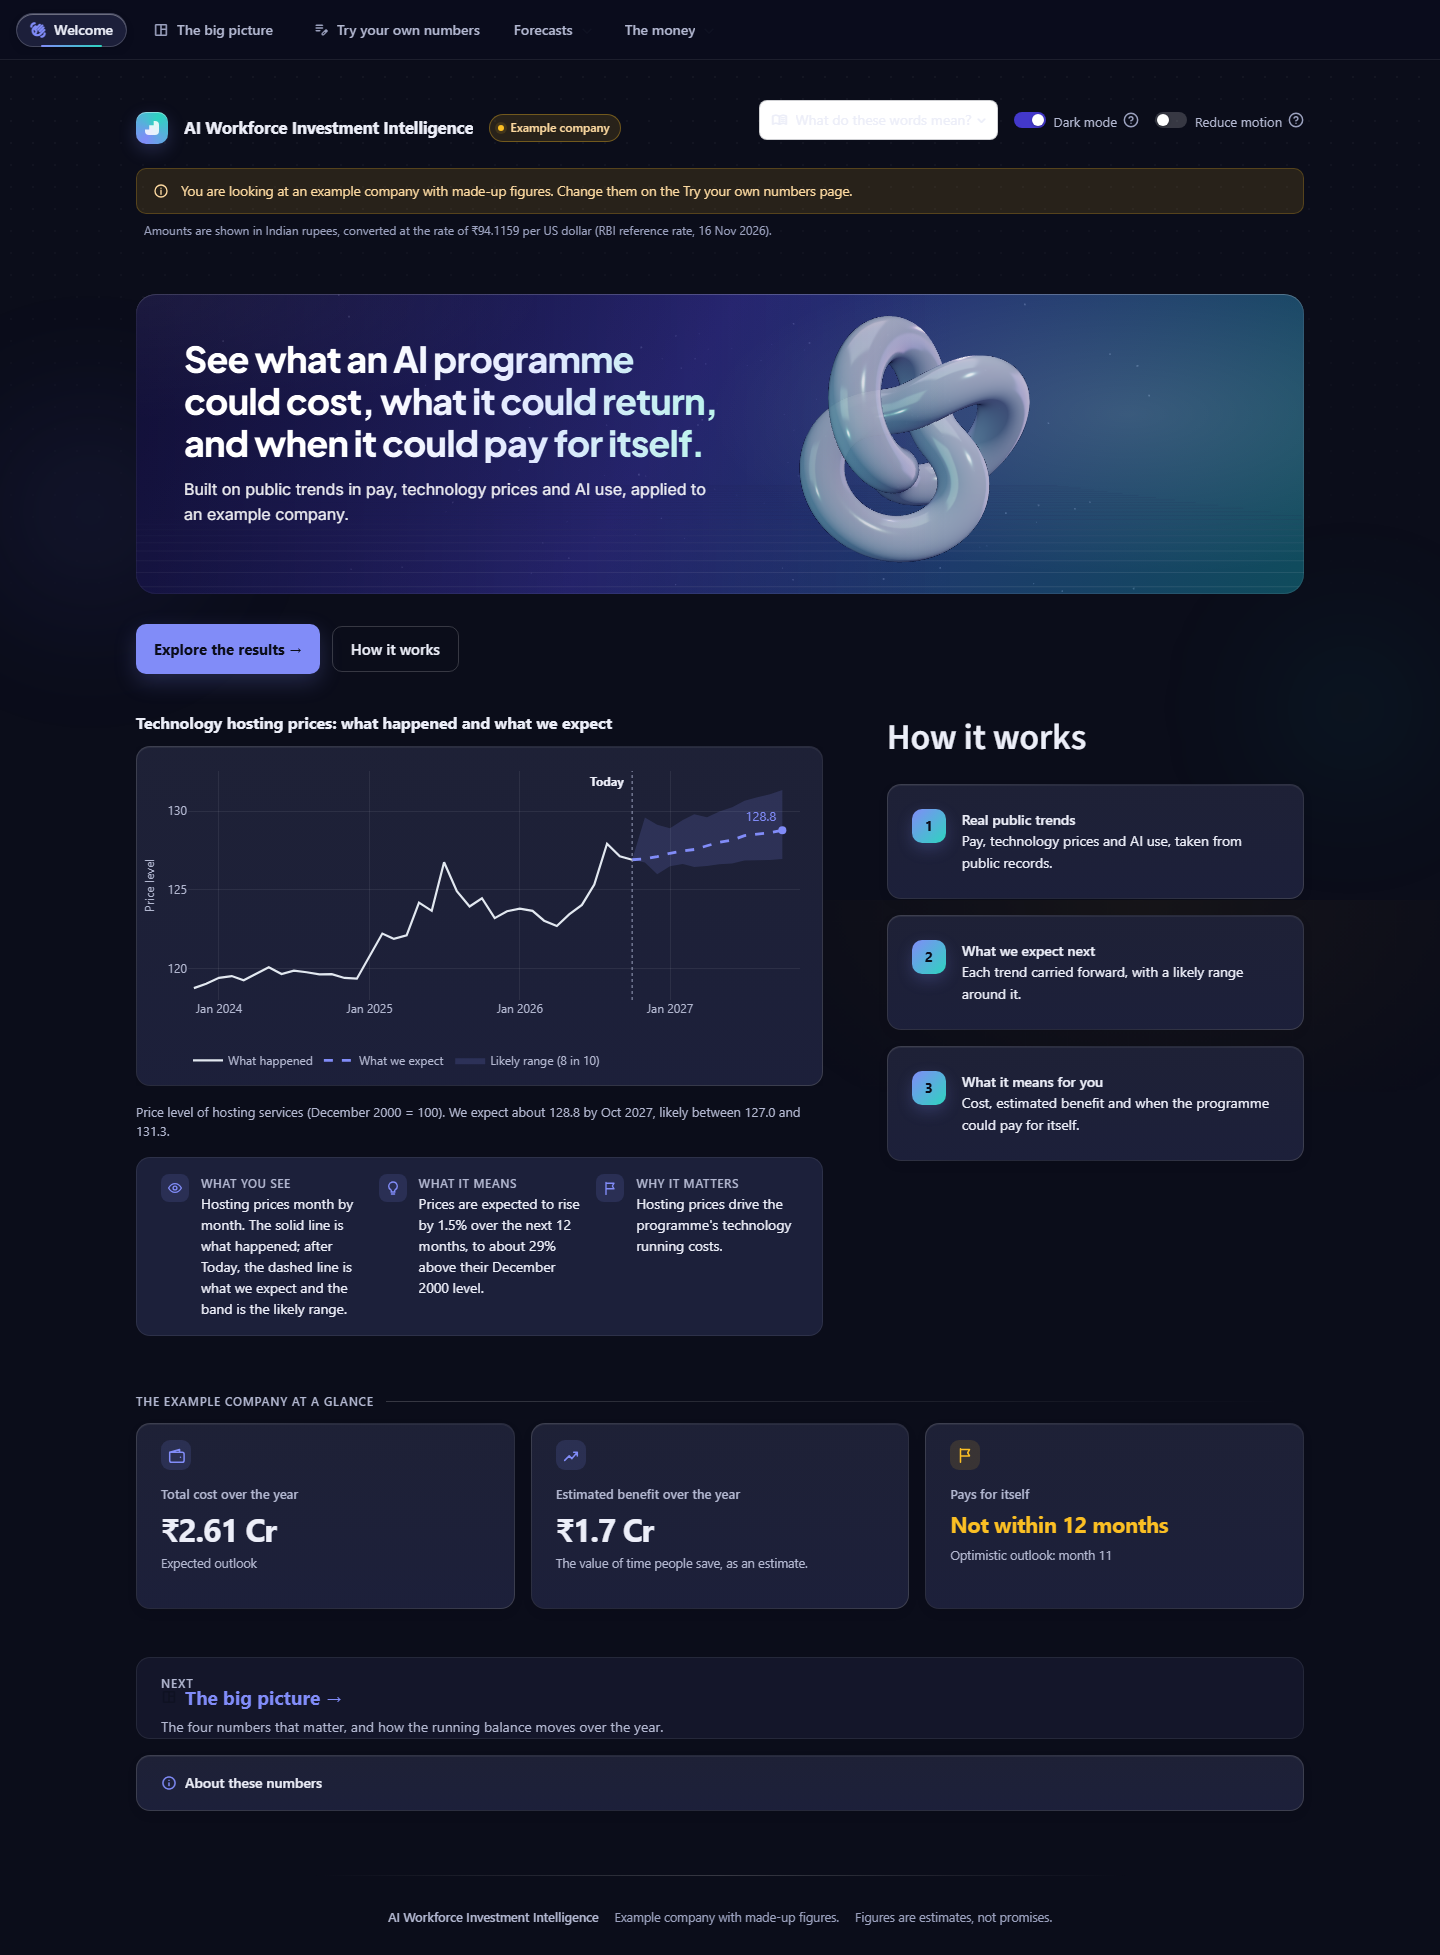 Welcome
The big picture
Try your own numbers
Forecasts
The money
AI Workforce Investment Intelligence
Example company
What do these words mean?
Dark mode
Reduce motion
You are looking at an example company with made-up figures. Change them on the Try your own numbers page.
Amounts are shown in Indian rupees, converted at the rate of ₹94.1159 per US dollar (RBI reference rate, 16 Nov 2026).
See what an AI programme
could cost, what it could return,
and when it could pay for itself.
Built on public trends in pay, technology prices and AI use, applied to
an example company.
Explore the results →
How it works
Technology hosting prices: what happened and what we expect
Today
128.8
130
125
120
Price level
Jan 2024
Jan 2025
Jan 2026
Jan 2027
What happened
What we expect
Likely range (8 in 10)
Price level of hosting services (December 2000 = 100). We expect about 128.8 by Oct 2027, likely between 127.0 and
131.3.
WHAT YOU SEE
Hosting prices month by
month. The solid line is
what happened; after
Today, the dashed line is
what we expect and the
band is the likely range.
WHAT IT MEANS
Prices are expected to rise
by 1.5% over the next 12
months, to about 29%
above their December
2000 level.
WHY IT MATTERS
Hosting prices drive the
programme's technology
running costs.
How it works
1
Real public trends
Pay, technology prices and AI use, taken from
public records.
2
What we expect next
Each trend carried forward, with a likely range
around it.
3
What it means for you
Cost, estimated benefit and when the programme
could pay for itself.
THE EXAMPLE COMPANY AT A GLANCE
Total cost over the year
₹2.61 Cr
Expected outlook
Estimated benefit over the year
₹1.7 Cr
The value of time people save, as an estimate.
Pays for itself
Not within 12 months
Optimistic outlook: month 11
NEXT
The big picture →
The four numbers that matter, and how the running balance moves over the year.
About these numbers
AI Workforce Investment Intelligence
Example company with made-up figures.
Figures are estimates, not promises.